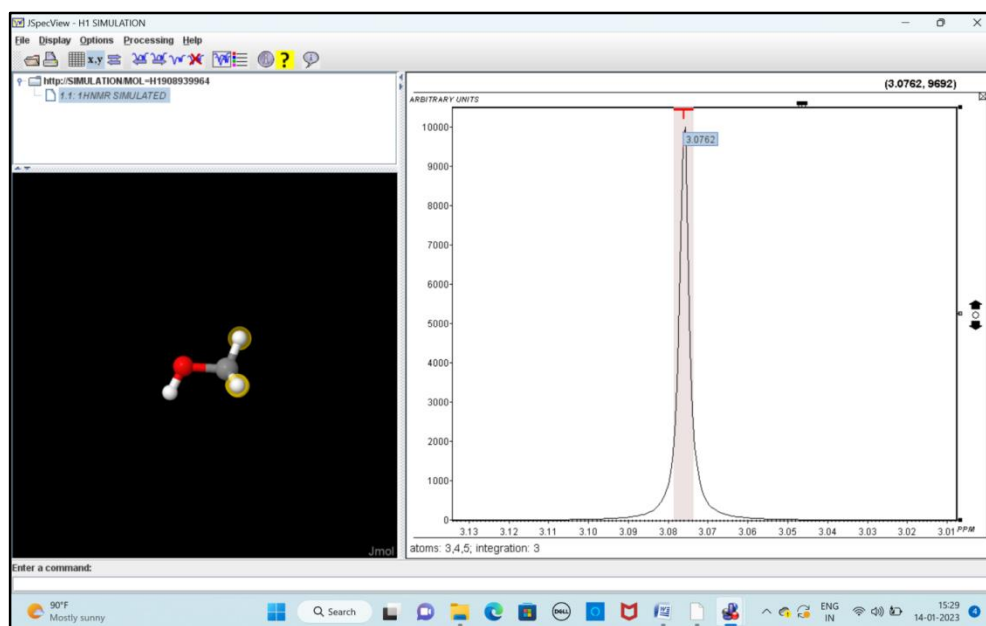 JSpecView - H1 SIMULATION
File Display Options Processing Help
x,y
http://SIMULATION/MOL=H1908939964
1.1: 1HNMR SIMULATED
(3.0762, 9692)
ARBITRARY UNITS
3.0762
10000
9000
8000
7000
6000
5000
4000
3000
2000
1000
0
3.13 3.12 3.11 3.10 3.09 3.08 3.07 3.06 3.05 3.04 3.03 3.02 3.01 PPM
Jmol
atoms: 3,4,5; integration: 3
Enter a command:
90°F
Mostly sunny
Search
DELL
ENG
IN
15:29
14-01-2023
4